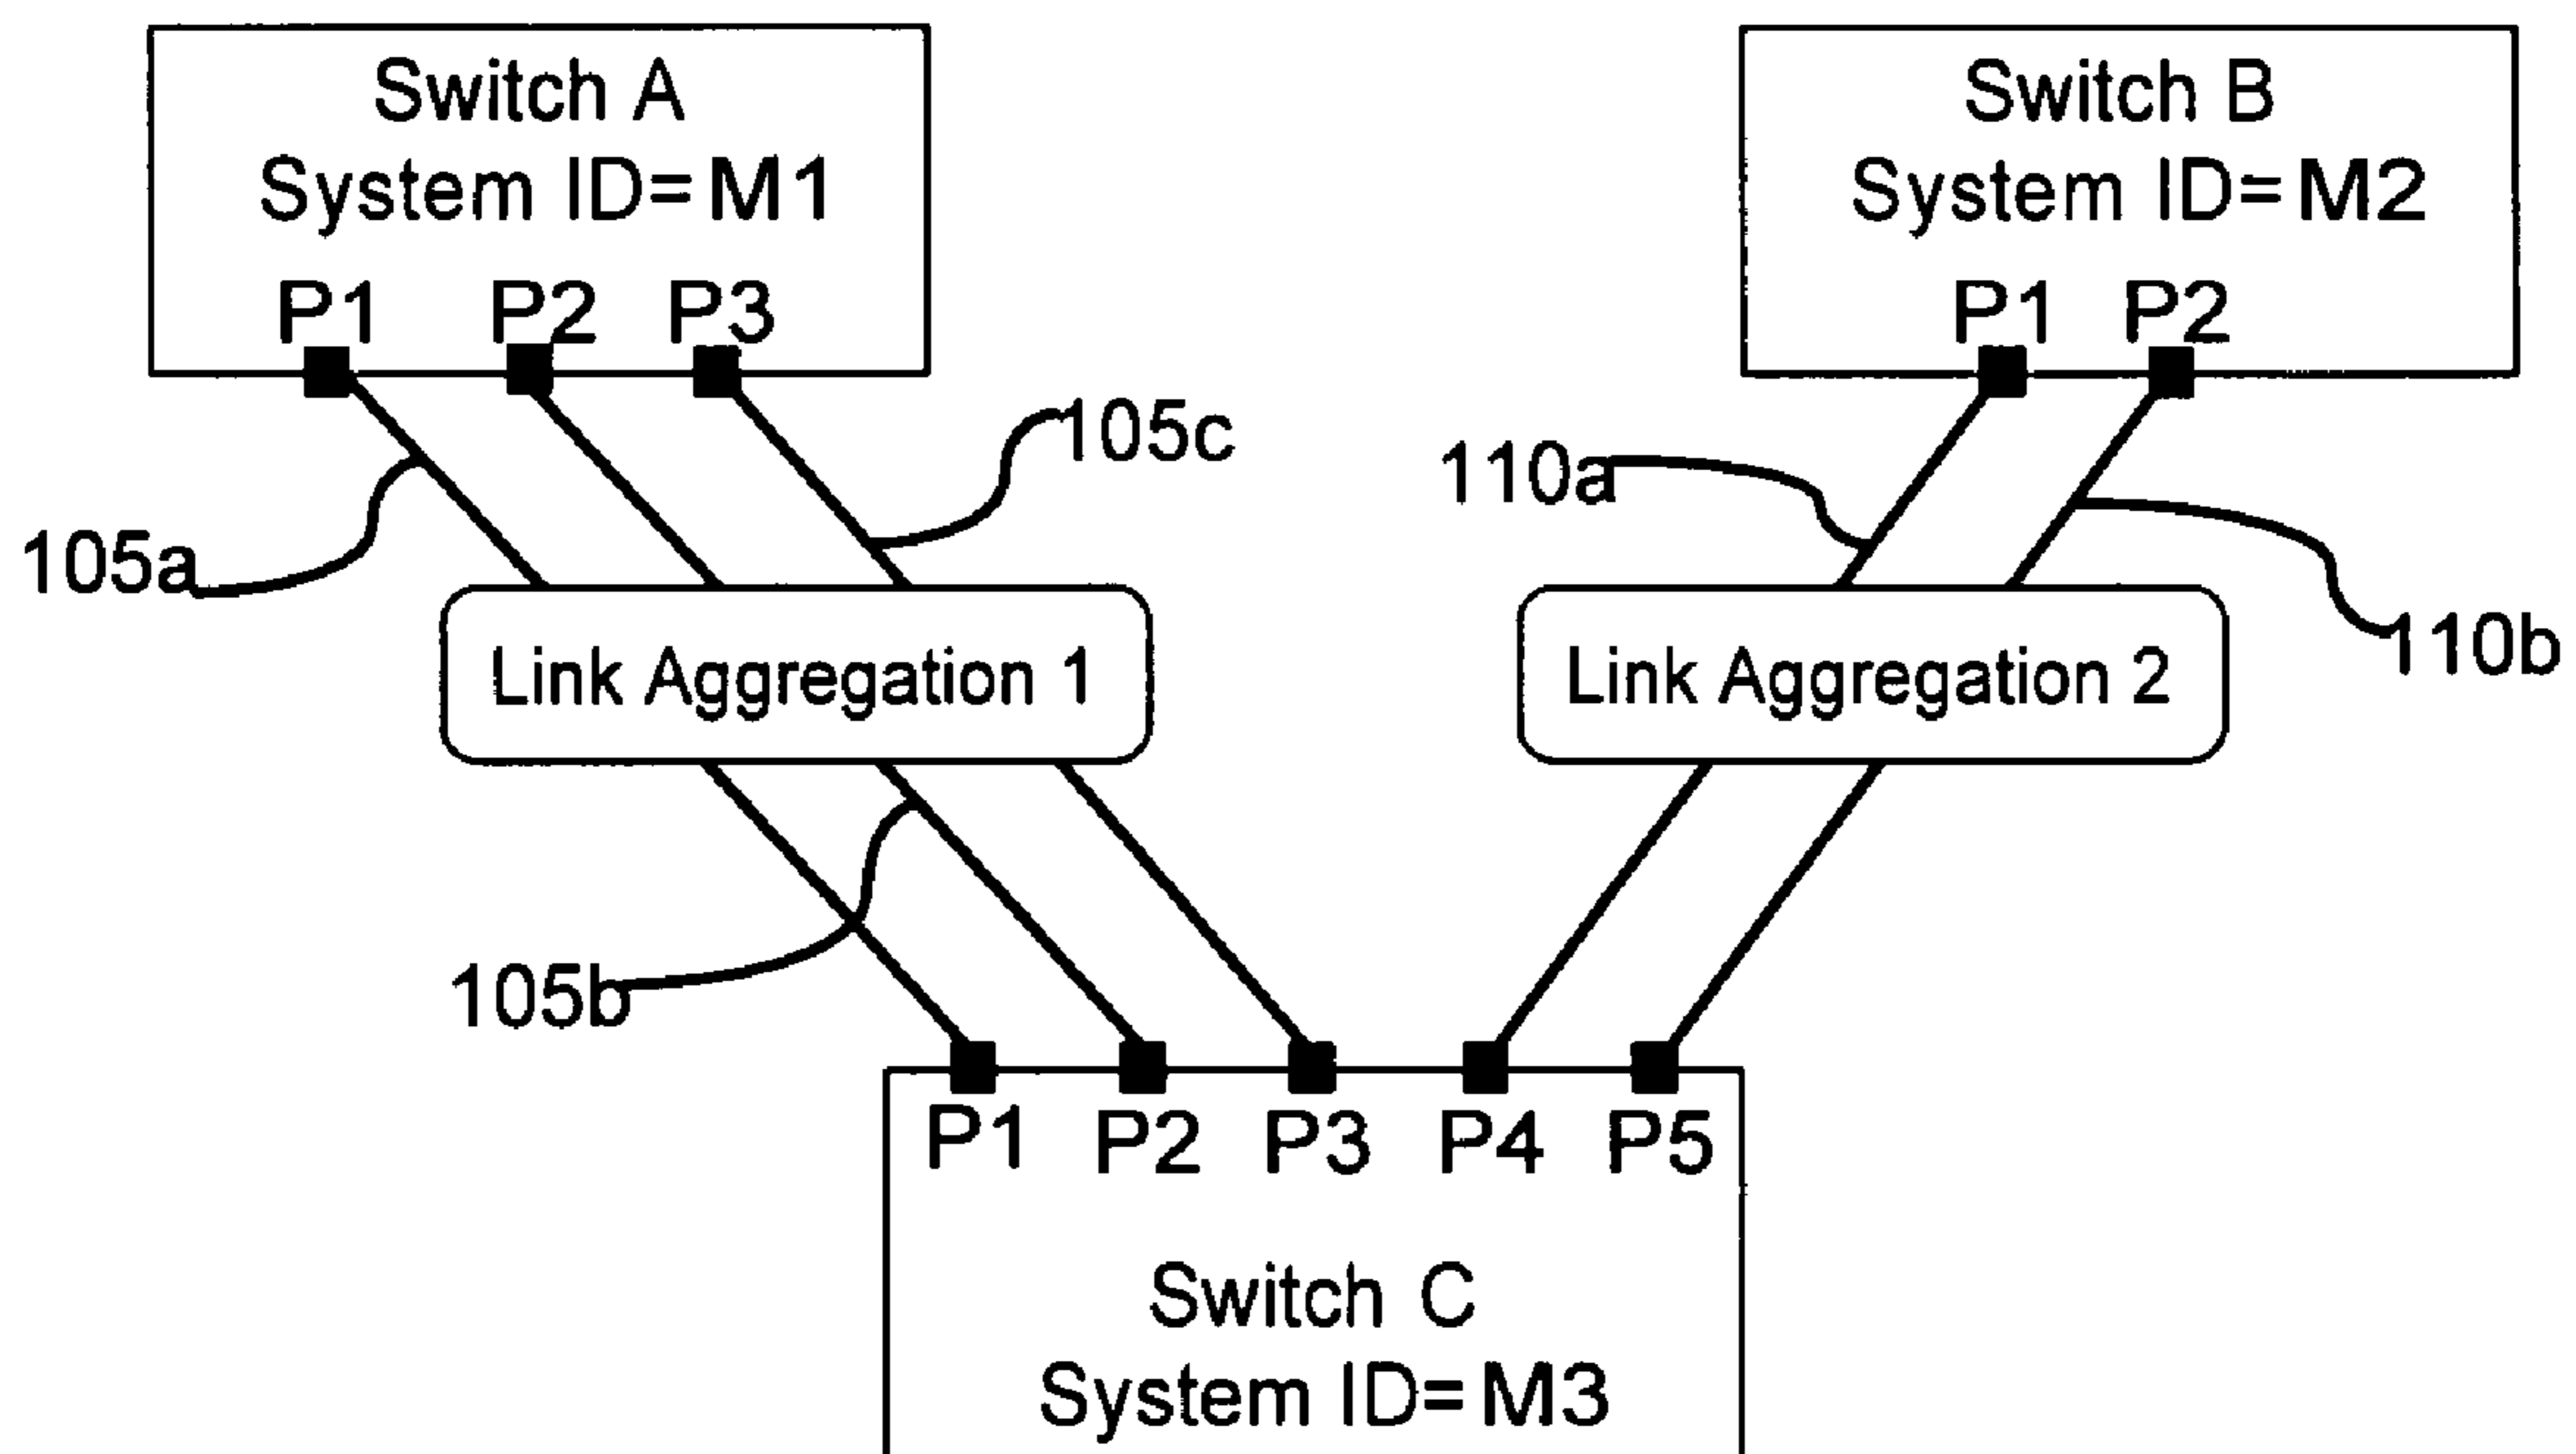 Switch A
System ID= M1
P1 P2 P3
Switch B
System ID= M2
P1 P2
105c
110a
105a
110b
Link Aggregation 1
Link Aggregation 2
105b
P1 P2 P3 P4 P5
Switch C
System ID= M3